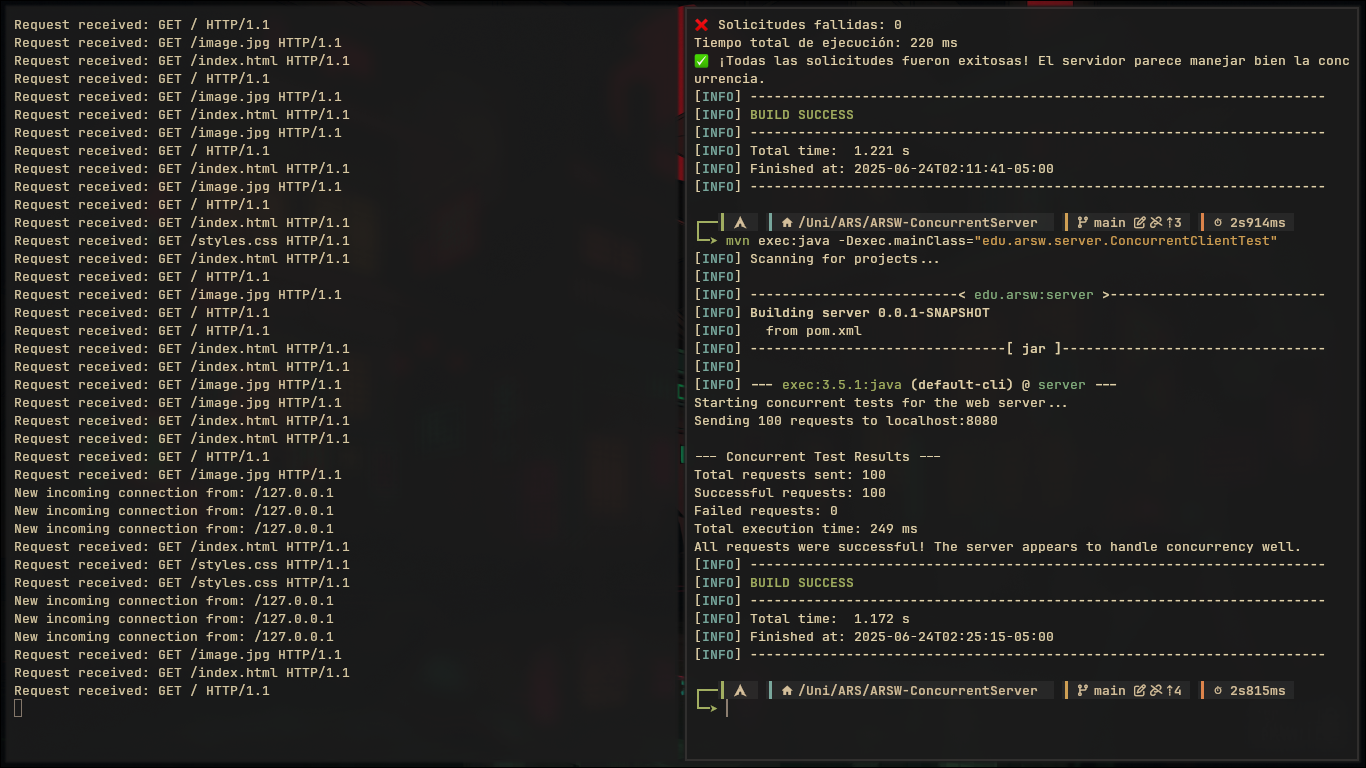 Request received: GET / HTTP/1.1
Request received: GET /image.jpg HTTP/1.1
Request received: GET /index.html HTTP/1.1
Request received: GET / HTTP/1.1
Request received: GET /image.jpg HTTP/1.1
Request received: GET /index.html HTTP/1.1
Request received: GET /image.jpg HTTP/1.1
Request received: GET / HTTP/1.1
Request received: GET /index.html HTTP/1.1
Request received: GET /image.jpg HTTP/1.1
Request received: GET / HTTP/1.1
Request received: GET /index.html HTTP/1.1
Request received: GET /styles.css HTTP/1.1
Request received: GET /index.html HTTP/1.1
Request received: GET / HTTP/1.1
Request received: GET /image.jpg HTTP/1.1
Request received: GET / HTTP/1.1
Request received: GET / HTTP/1.1
Request received: GET /index.html HTTP/1.1
Request received: GET /index.html HTTP/1.1
Request received: GET /image.jpg HTTP/1.1
Request received: GET /image.jpg HTTP/1.1
Request received: GET /index.html HTTP/1.1
Request received: GET /index.html HTTP/1.1
Request received: GET / HTTP/1.1
Request received: GET /image.jpg HTTP/1.1
New incoming connection from: /127.0.0.1
New incoming connection from: /127.0.0.1
New incoming connection from: /127.0.0.1
Request received: GET /index.html HTTP/1.1
Request received: GET /styles.css HTTP/1.1
Request received: GET /styles.css HTTP/1.1
New incoming connection from: /127.0.0.1
New incoming connection from: /127.0.0.1
New incoming connection from: /127.0.0.1
Request received: GET /image.jpg HTTP/1.1
Request received: GET /index.html HTTP/1.1
Request received: GET / HTTP/1.1
❌ Solicitudes fallidas: 0
Tiempo total de ejecución: 220 ms
✅ ¡Todas las solicitudes fueron exitosas! El servidor parece manejar bien la conc
urrencia.
[INFO] ------------------------------------------------------------------------
[INFO] BUILD SUCCESS
[INFO] ------------------------------------------------------------------------
[INFO] Total time:  1.221 s
[INFO] Finished at: 2025-06-24T02:11:41-05:00
[INFO] ------------------------------------------------------------------------
/Uni/ARS/ARSW-ConcurrentServer main ↑3 2s914ms
mvn exec:java -Dexec.mainClass="edu.arsw.server.ConcurrentClientTest"
[INFO] Scanning for projects...
[INFO]
[INFO] --------------------------< edu.arsw:server >---------------------------
[INFO] Building server 0.0.1-SNAPSHOT
[INFO]   from pom.xml
[INFO] --------------------------------[ jar ]---------------------------------
[INFO]
[INFO] --- exec:3.5.1:java (default-cli) @ server ---
Starting concurrent tests for the web server...
Sending 100 requests to localhost:8080
--- Concurrent Test Results ---
Total requests sent: 100
Successful requests: 100
Failed requests: 0
Total execution time: 249 ms
All requests were successful! The server appears to handle concurrency well.
[INFO] ------------------------------------------------------------------------
[INFO] BUILD SUCCESS
[INFO] ------------------------------------------------------------------------
[INFO] Total time:  1.172 s
[INFO] Finished at: 2025-06-24T02:25:15-05:00
[INFO] ------------------------------------------------------------------------
/Uni/ARS/ARSW-ConcurrentServer main ↑4 2s815ms